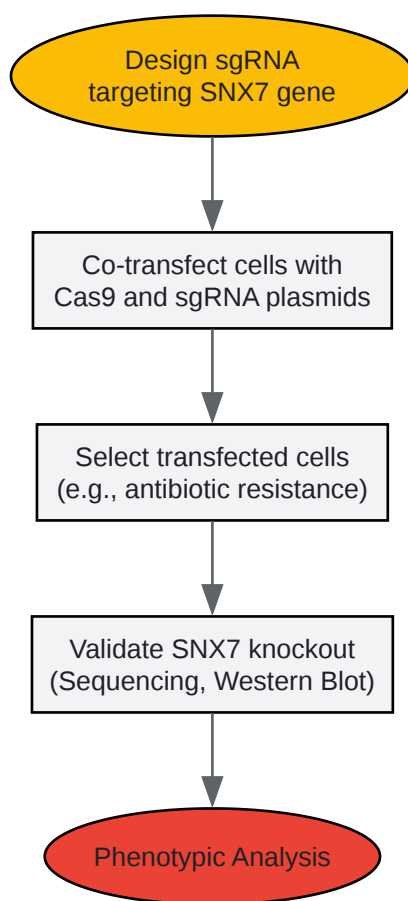 Design sgRNA
targeting SNX7 gene
Co-transfect cells with
Cas9 and sgRNA plasmids
Select transfected cells
(e.g., antibiotic resistance)
Validate SNX7 knockout
(Sequencing, Western Blot)
Phenotypic Analysis